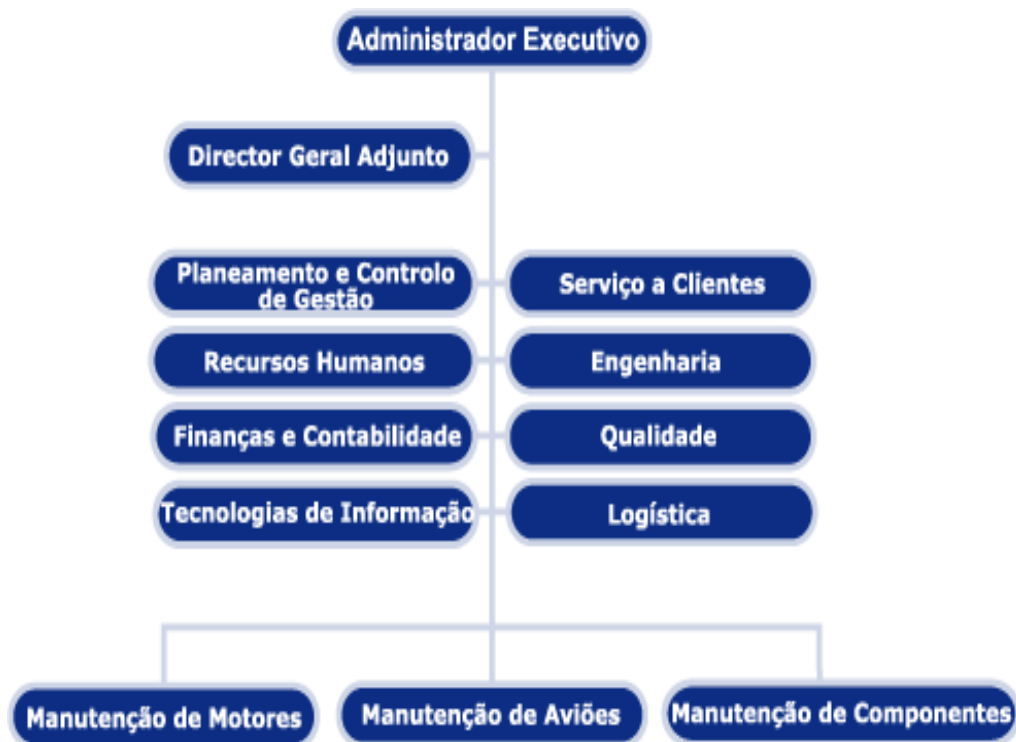 Administrador Executivo
Director Geral Adjunto
Planeamento e Controlo
de Gestão
Serviço a Clientes
Recursos Humanos
Engenharia
Finanças e Contabilidade
Qualidade
Tecnologias de Informação
Logística
Manutenção de Motores
Manutenção de Aviões
Manutenção de Componentes